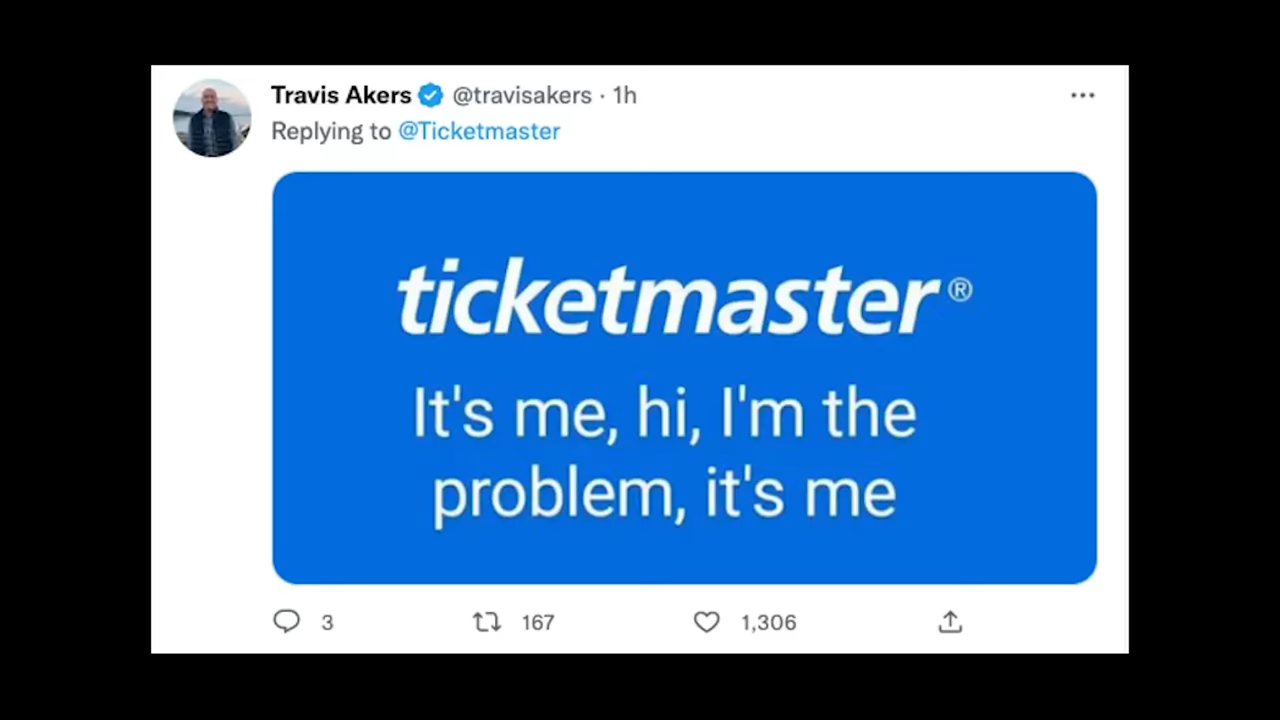 Travis Akers @travisakers · 1h
Replying to @Ticketmaster
ticketmaster®
It's me, hi, I'm the
problem, it's me
3 167 1,306